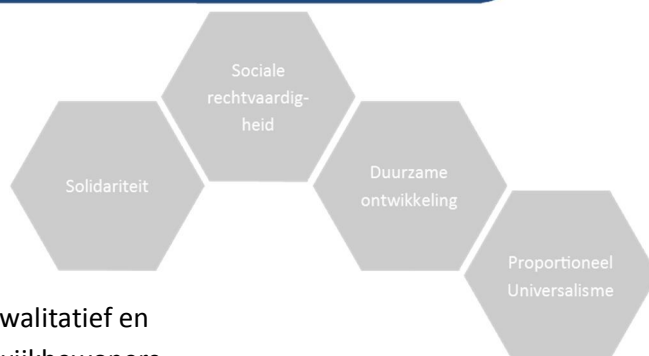 Sociale
rechtvaardig-
heid
Solidariteit
Duurzame
ontwikkeling
Proportioneel
Universalisme
walitatief en